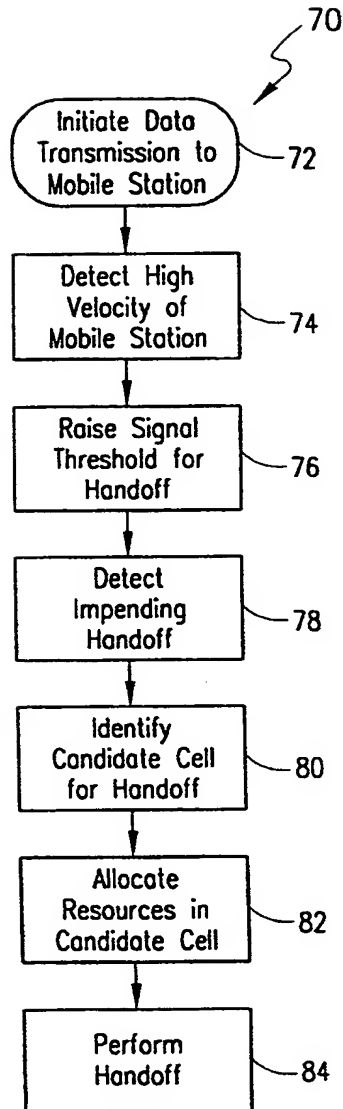 70
Initiate Data
Transmission to
Mobile Station
72
Detect High
Velocity of
Mobile Station
74
Raise Signal
Threshold for
Handoff
76
Detect
Impending
Handoff
78
Identify
Candidate Cell
for Handoff
80
Allocate
Resources in
Candidate Cell
82
Perform
Handoff
84